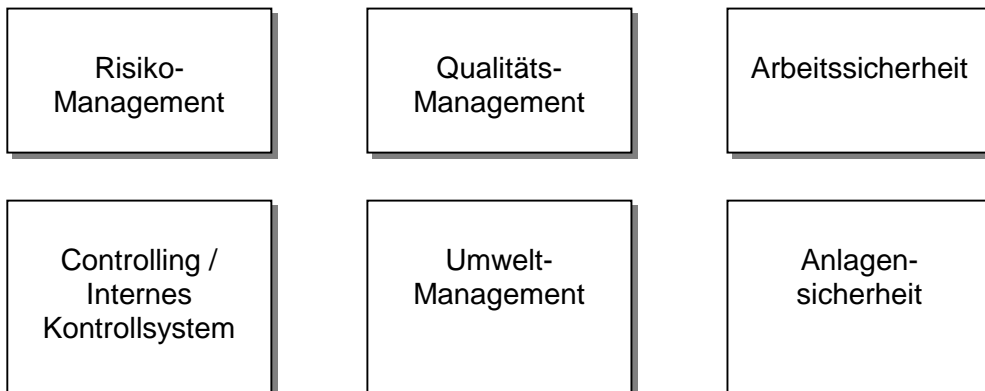 Risiko-
Management
Qualitäts-
Management
Arbeitssicherheit
Controlling /
Internes
Kontrollsystem
Umwelt-
Management
Anlagen-
sicherheit